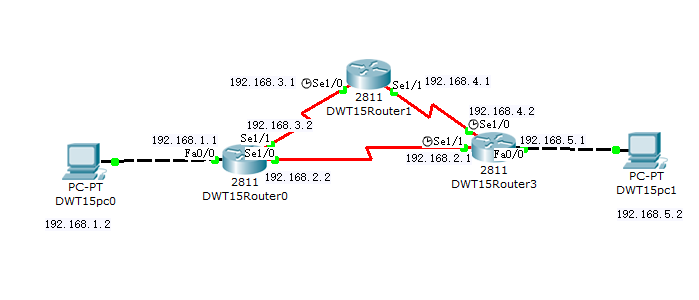 192.168.3.1
Se1/0
Se1/1
192.168.4.1
2811
DWT15Router1
192.168.4.2
Se1/0
192.168.3.2
Se1/1
192.168.1.1
Fa0/0
Se1/0
192.168.2.2
2811
DWT15Router0
Se1/1
192.168.2.1
Fa0/0
192.168.5.1
2811
DWT15Router3
PC-PT
DWT15pc0
192.168.1.2
PC-PT
DWT15pc1
192.168.5.2